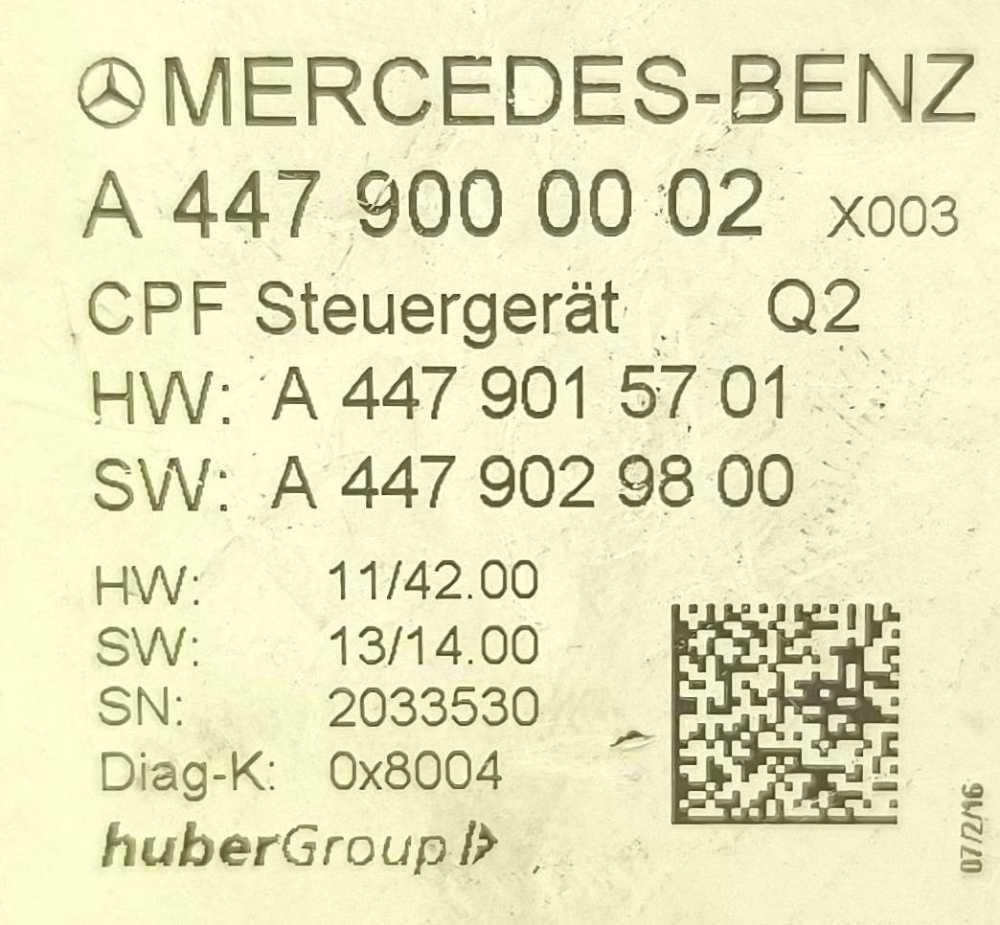 MERCEDES-BENZ
A 447 900 00 02 X003
CPF Steuergerät Q2
HW: A 447 901 57 01
SW: A 447 902 98 00
HW: 11/42.00
SW: 13/14.00
SN: 2033530
Diag-K: 0x8004
huberGroup
07/2/16